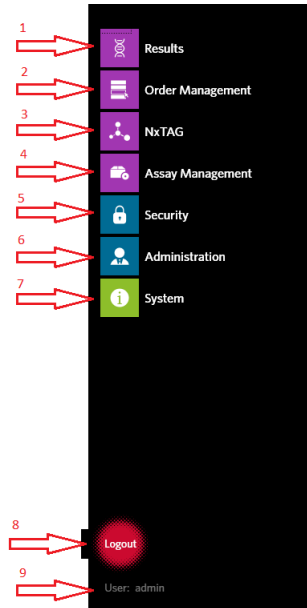 1
Results
2
Order Management
3
NxTAG
4
Assay Management
5
Security
6
Administration
7
System
8
Logout
9
User: admin